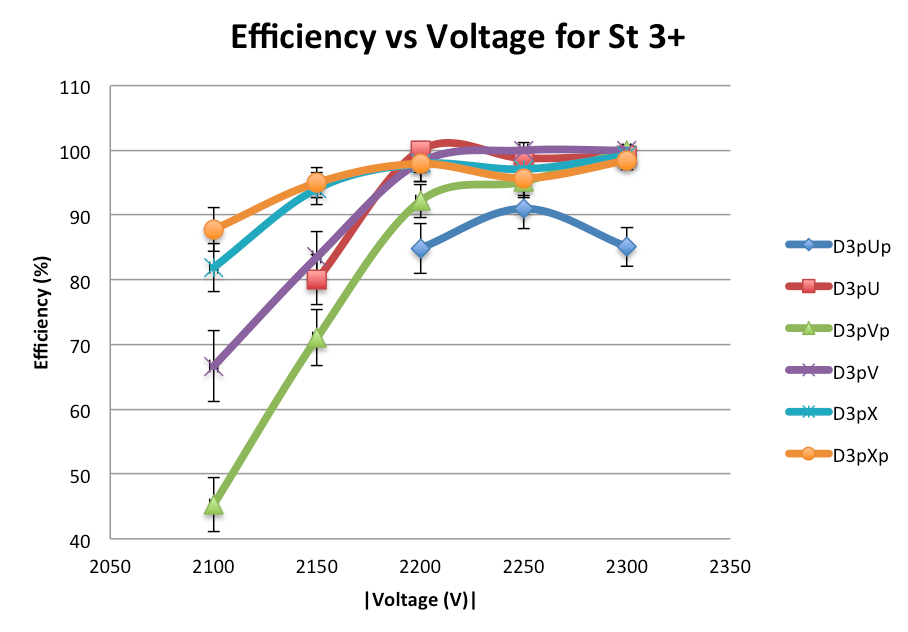 Efficiency vs Voltage for St 3+
110
100
90
80
70
60
50
40
Efficiency (%)
2050 2100 2150 2200 2250 2300 2350
|Voltage (V)|
D3pUp
D3pU
D3pVp
D3pV
D3pX
D3pXp